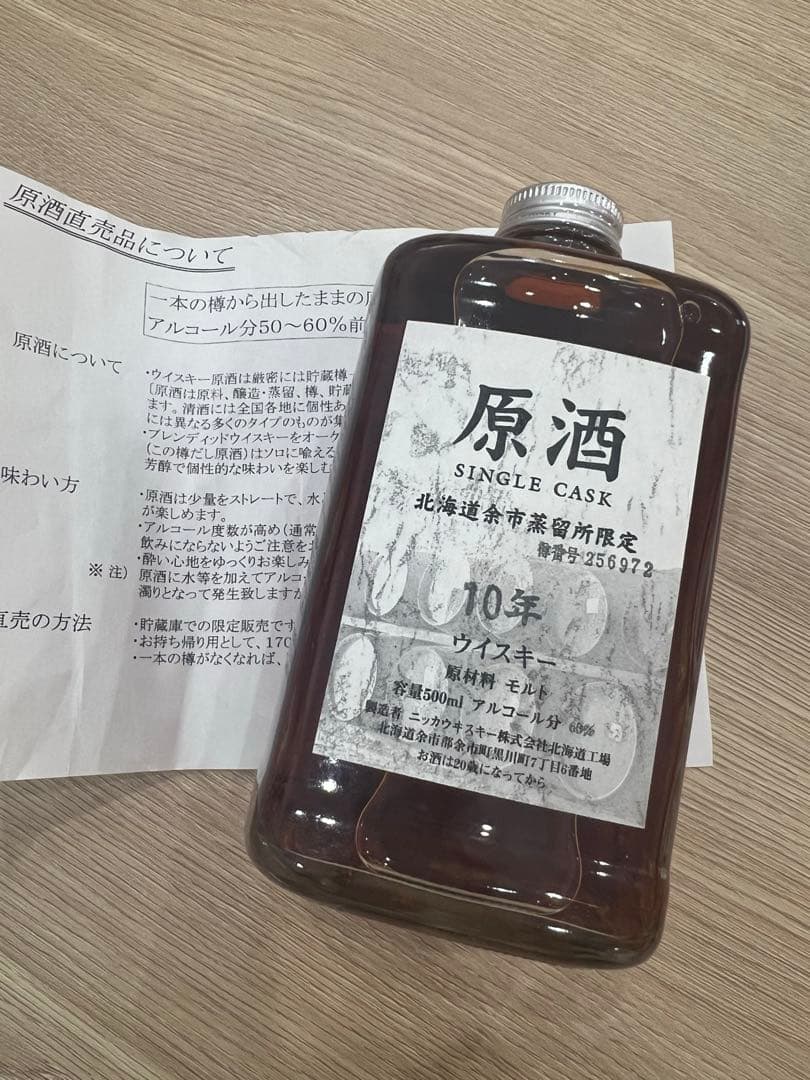 原酒直売品について
一本の樽から出したままの
アルコール分50～60%前
原酒について
・ウイスキー原酒は厳密には貯蔵樽
〔原酒は原料、醸造・蒸留、樽、貯蔵
ます。清酒には全国各地に個性あ
には異なる多くのタイプのものが集
・ブレンディッドウイスキーをオーケ
(この樽だし原酒)はソロに喩える
芳醇で個性的な味わいを楽しむ
味わい方
・原酒は少量をストレートで、水
が楽しめます。
・アルコール度数が高め(通常
飲みにならないようご注意を
・酔い心地をゆっくりお楽しみ
※注)
原酒に水等を加えてアルコ
濁りとなって発生致しますが
直売の方法
・貯蔵庫での限定販売です
・お持ち帰り用として、170
・一本の樽がなくなれば、
原酒
SINGLE CASK
北海道余市蒸留所限定
樽番号 256972
10年
ウイスキー
原材料 モルト
容量500ml アルコール分
製造者 ニッカウヰスキー株式会社北海道工場
北海道余市郡余市町黒川町7丁目6番地
お酒は20歳になってから